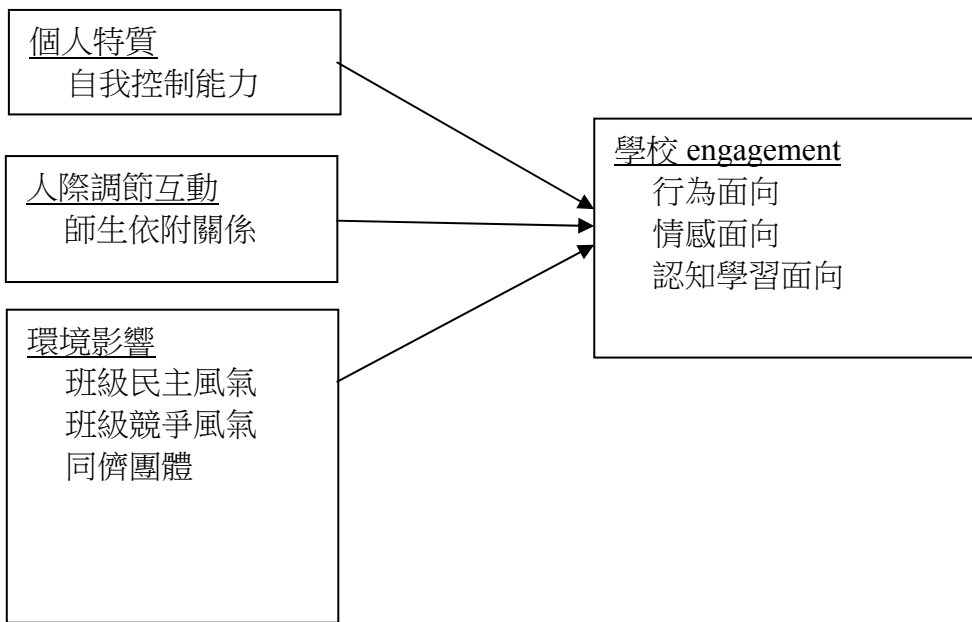 個人特質
自我控制能力
人際調節互動
師生依附關係
環境影響
班級民主風氣
班級競爭風氣
同儕團體
學校 engagement
行為面向
情感面向
認知學習面向